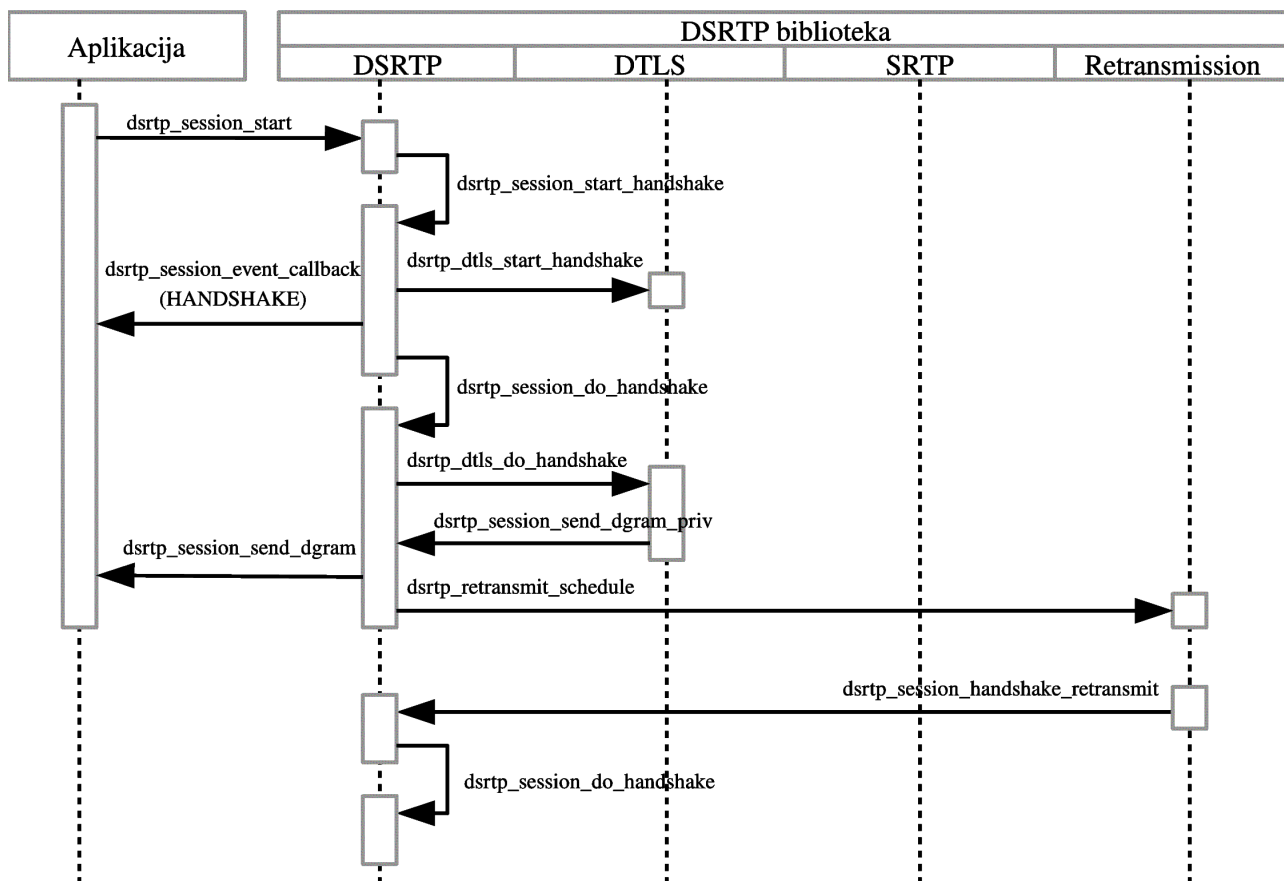 Aplikacija
DSRTP biblioteka
DSRTP
DTLS
SRTP
Retransmission
dsrtp_session_start
dsrtp_session_start_handshake
dsrtp_dtls_start_handshake
dsrtp_session_event_callback
(HANDSHAKE)
dsrtp_session_do_handshake
dsrtp_dtls_do_handshake
dsrtp_session_send_dgram_priv
dsrtp_session_send_dgram
dsrtp_retransmit_schedule
dsrtp_session_handshake_retransmit
dsrtp_session_do_handshake